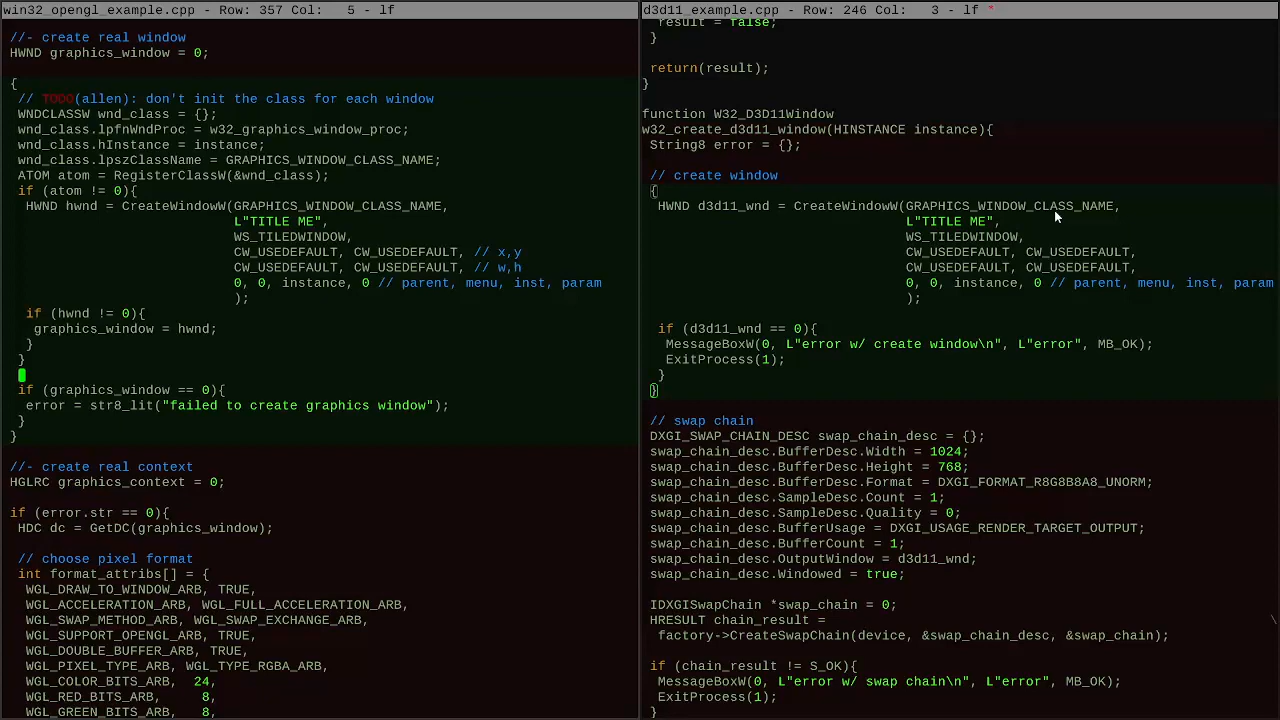 win32_opengl_example.cpp - Row: 357 Col:   5 - lf
//- create real window
HWND graphics_window = 0;
{
// TODO(allen): don't init the class for each window
WNDCLASSW wnd_class = {};
wnd_class.lpfnWndProc = w32_graphics_window_proc;
wnd_class.hInstance = instance;
wnd_class.lpszClassName = GRAPHICS_WINDOW_CLASS_NAME;
ATOM atom = RegisterClassW(&wnd_class);
if (atom != 0){
HWND hwnd = CreateWindowW(GRAPHICS_WINDOW_CLASS_NAME,
L"TITLE ME",
WS_TILEDWINDOW,
CW_USEDEFAULT, CW_USEDEFAULT, // x,y
CW_USEDEFAULT, CW_USEDEFAULT, // w,h
0, 0, instance, 0 // parent, menu, inst, param
);
if (hwnd != 0){
graphics_window = hwnd;
}
}
if (graphics_window == 0){
error = str8_lit("failed to create graphics window");
}
}
//- create real context
HGLRC graphics_context = 0;
if (error.str == 0){
HDC dc = GetDC(graphics_window);
// choose pixel format
int format_attribs[] = {
WGL_DRAW_TO_WINDOW_ARB, TRUE,
WGL_ACCELERATION_ARB, WGL_FULL_ACCELERATION_ARB,
WGL_SWAP_METHOD_ARB, WGL_SWAP_EXCHANGE_ARB,
WGL_SUPPORT_OPENGL_ARB, TRUE,
WGL_DOUBLE_BUFFER_ARB, TRUE,
WGL_PIXEL_TYPE_ARB, WGL_TYPE_RGBA_ARB,
WGL_COLOR_BITS_ARB,   24,
WGL_RED_BITS_ARB,      8,
WGL_GREEN_BITS_ARB,    8,
d3d11_example.cpp - Row: 246 Col:   3 - lf *
result = false;
}
return(result);
}
function W32_D3D11Window
w32_create_d3d11_window(HINSTANCE instance){
String8 error = {};
// create window
{
HWND d3d11_wnd = CreateWindowW(GRAPHICS_WINDOW_CLASS_NAME,
L"TITLE ME",
WS_TILEDWINDOW,
CW_USEDEFAULT, CW_USEDEFAULT,
CW_USEDEFAULT, CW_USEDEFAULT,
0, 0, instance, 0 // parent, menu, inst, param
);
if (d3d11_wnd == 0){
MessageBoxW(0, L"error w/ create window\n", L"error", MB_OK);
ExitProcess(1);
}
}
// swap chain
DXGI_SWAP_CHAIN_DESC swap_chain_desc = {};
swap_chain_desc.BufferDesc.Width = 1024;
swap_chain_desc.BufferDesc.Height = 768;
swap_chain_desc.BufferDesc.Format = DXGI_FORMAT_R8G8B8A8_UNORM;
swap_chain_desc.SampleDesc.Count = 1;
swap_chain_desc.SampleDesc.Quality = 0;
swap_chain_desc.BufferUsage = DXGI_USAGE_RENDER_TARGET_OUTPUT;
swap_chain_desc.BufferCount = 1;
swap_chain_desc.OutputWindow = d3d11_wnd;
swap_chain_desc.Windowed = true;
IDXGISwapChain *swap_chain = 0;
HRESULT chain_result = \
factory->CreateSwapChain(device, &swap_chain_desc, &swap_chain);
if (chain_result != S_OK){
MessageBoxW(0, L"error w/ swap chain\n", L"error", MB_OK);
ExitProcess(1);
}